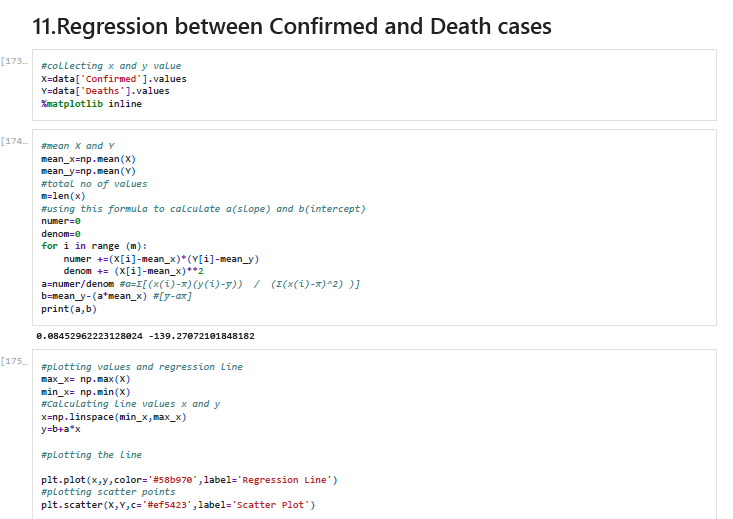 11.Regression between Confirmed and Death cases
[173...
#collecting x and y value
X=data['Confirmed'].values
Y=data['Deaths'].values
%matplotlib inline
[174...
#mean X and Y
mean_x=np.mean(X)
mean_y=np.mean(Y)
#total no of values
m=len(x)
#using this formula to calculate a(slope) and b(intercept)
numer=0
denom=0
for i in range (m):
    numer +=(X[i]-mean_x)*(Y[i]-mean_y)
    denom += (X[i]-mean_x)**2
a=numer/denom #a=Σ[(x(i)-x̅)(y(i)-y̅))  /  (Σ(x(i)-x̅)^2) )]
b=mean_y-(a*mean_x) #[y̅-ax̅]
print(a,b)
0.08452962223128024 -139.27072101848182
[175...
#plotting values and regression line
max_x= np.max(X)
min_x= np.min(X)
#Calculating line values x and y
x=np.linspace(min_x,max_x)
y=b+a*x
#plotting the line
plt.plot(x,y,color='#58b970',label='Regression Line')
#plotting scatter points
plt.scatter(X,Y,c='#ef5423',label='Scatter Plot')